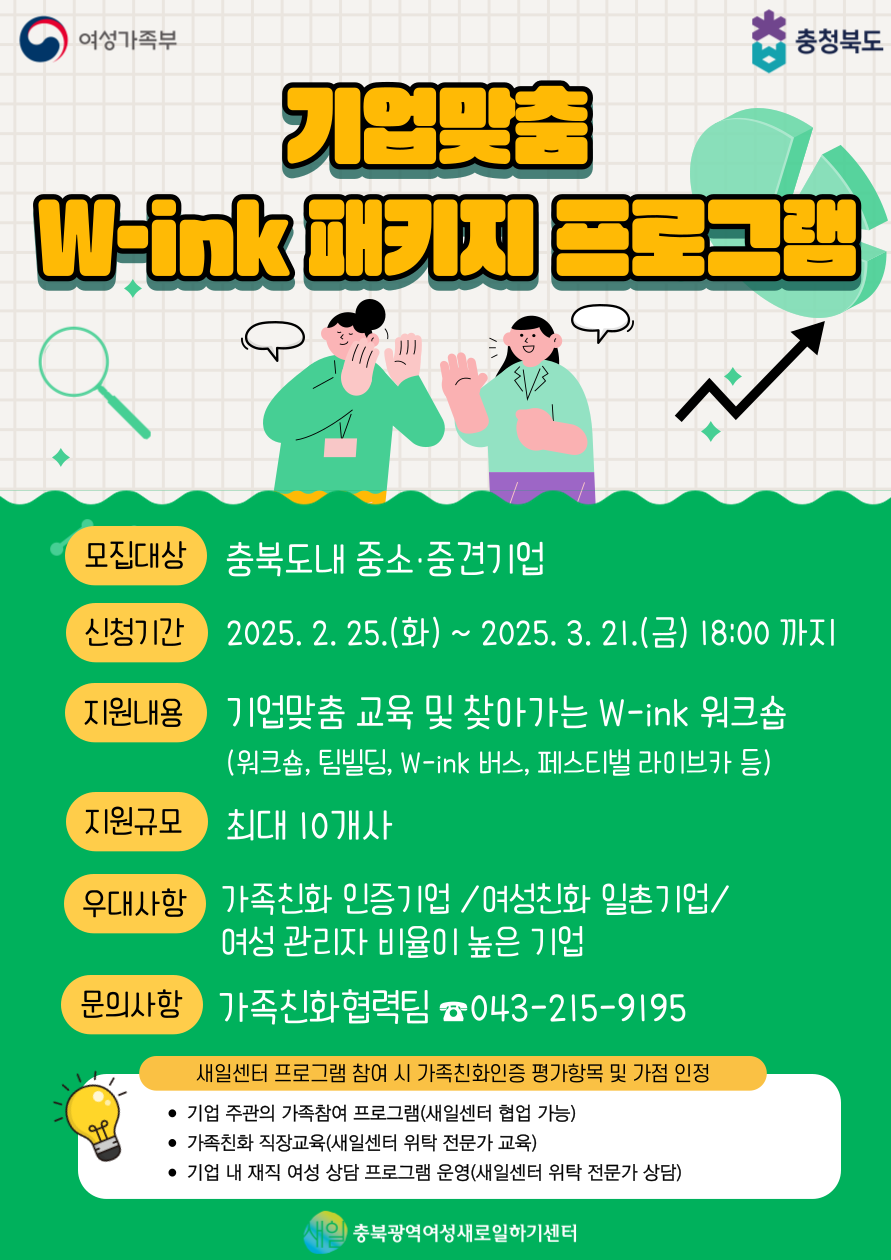 여성가족부
충청북도
기업맞춤
W-ink 패키지 프로그램
모집대상 충북도내 중소·중견기업
신청기간 2025. 2. 25.(화) ~ 2025. 3. 21.(금) 18:00 까지
지원내용 기업맞춤 교육 및 찾아가는 W-ink 워크숍
(워크숍, 팀빌딩, W-ink 버스, 페스티벌 라이브카 등)
지원규모 최대 10개사
우대사항 가족친화 인증기업 /여성친화 일촌기업/
여성 관리자 비율이 높은 기업
문의사항 가족친화협력팀 ☎043-215-9195
새일센터 프로그램 참여 시 가족친화인증 평가항목 및 가점 인정
• 기업 주관의 가족참여 프로그램(새일센터 협업 가능)
• 가족친화 직장교육(새일센터 위탁 전문가 교육)
• 기업 내 재직 여성 상담 프로그램 운영(새일센터 위탁 전문가 상담)
새일 충북광역여성새로일하기센터